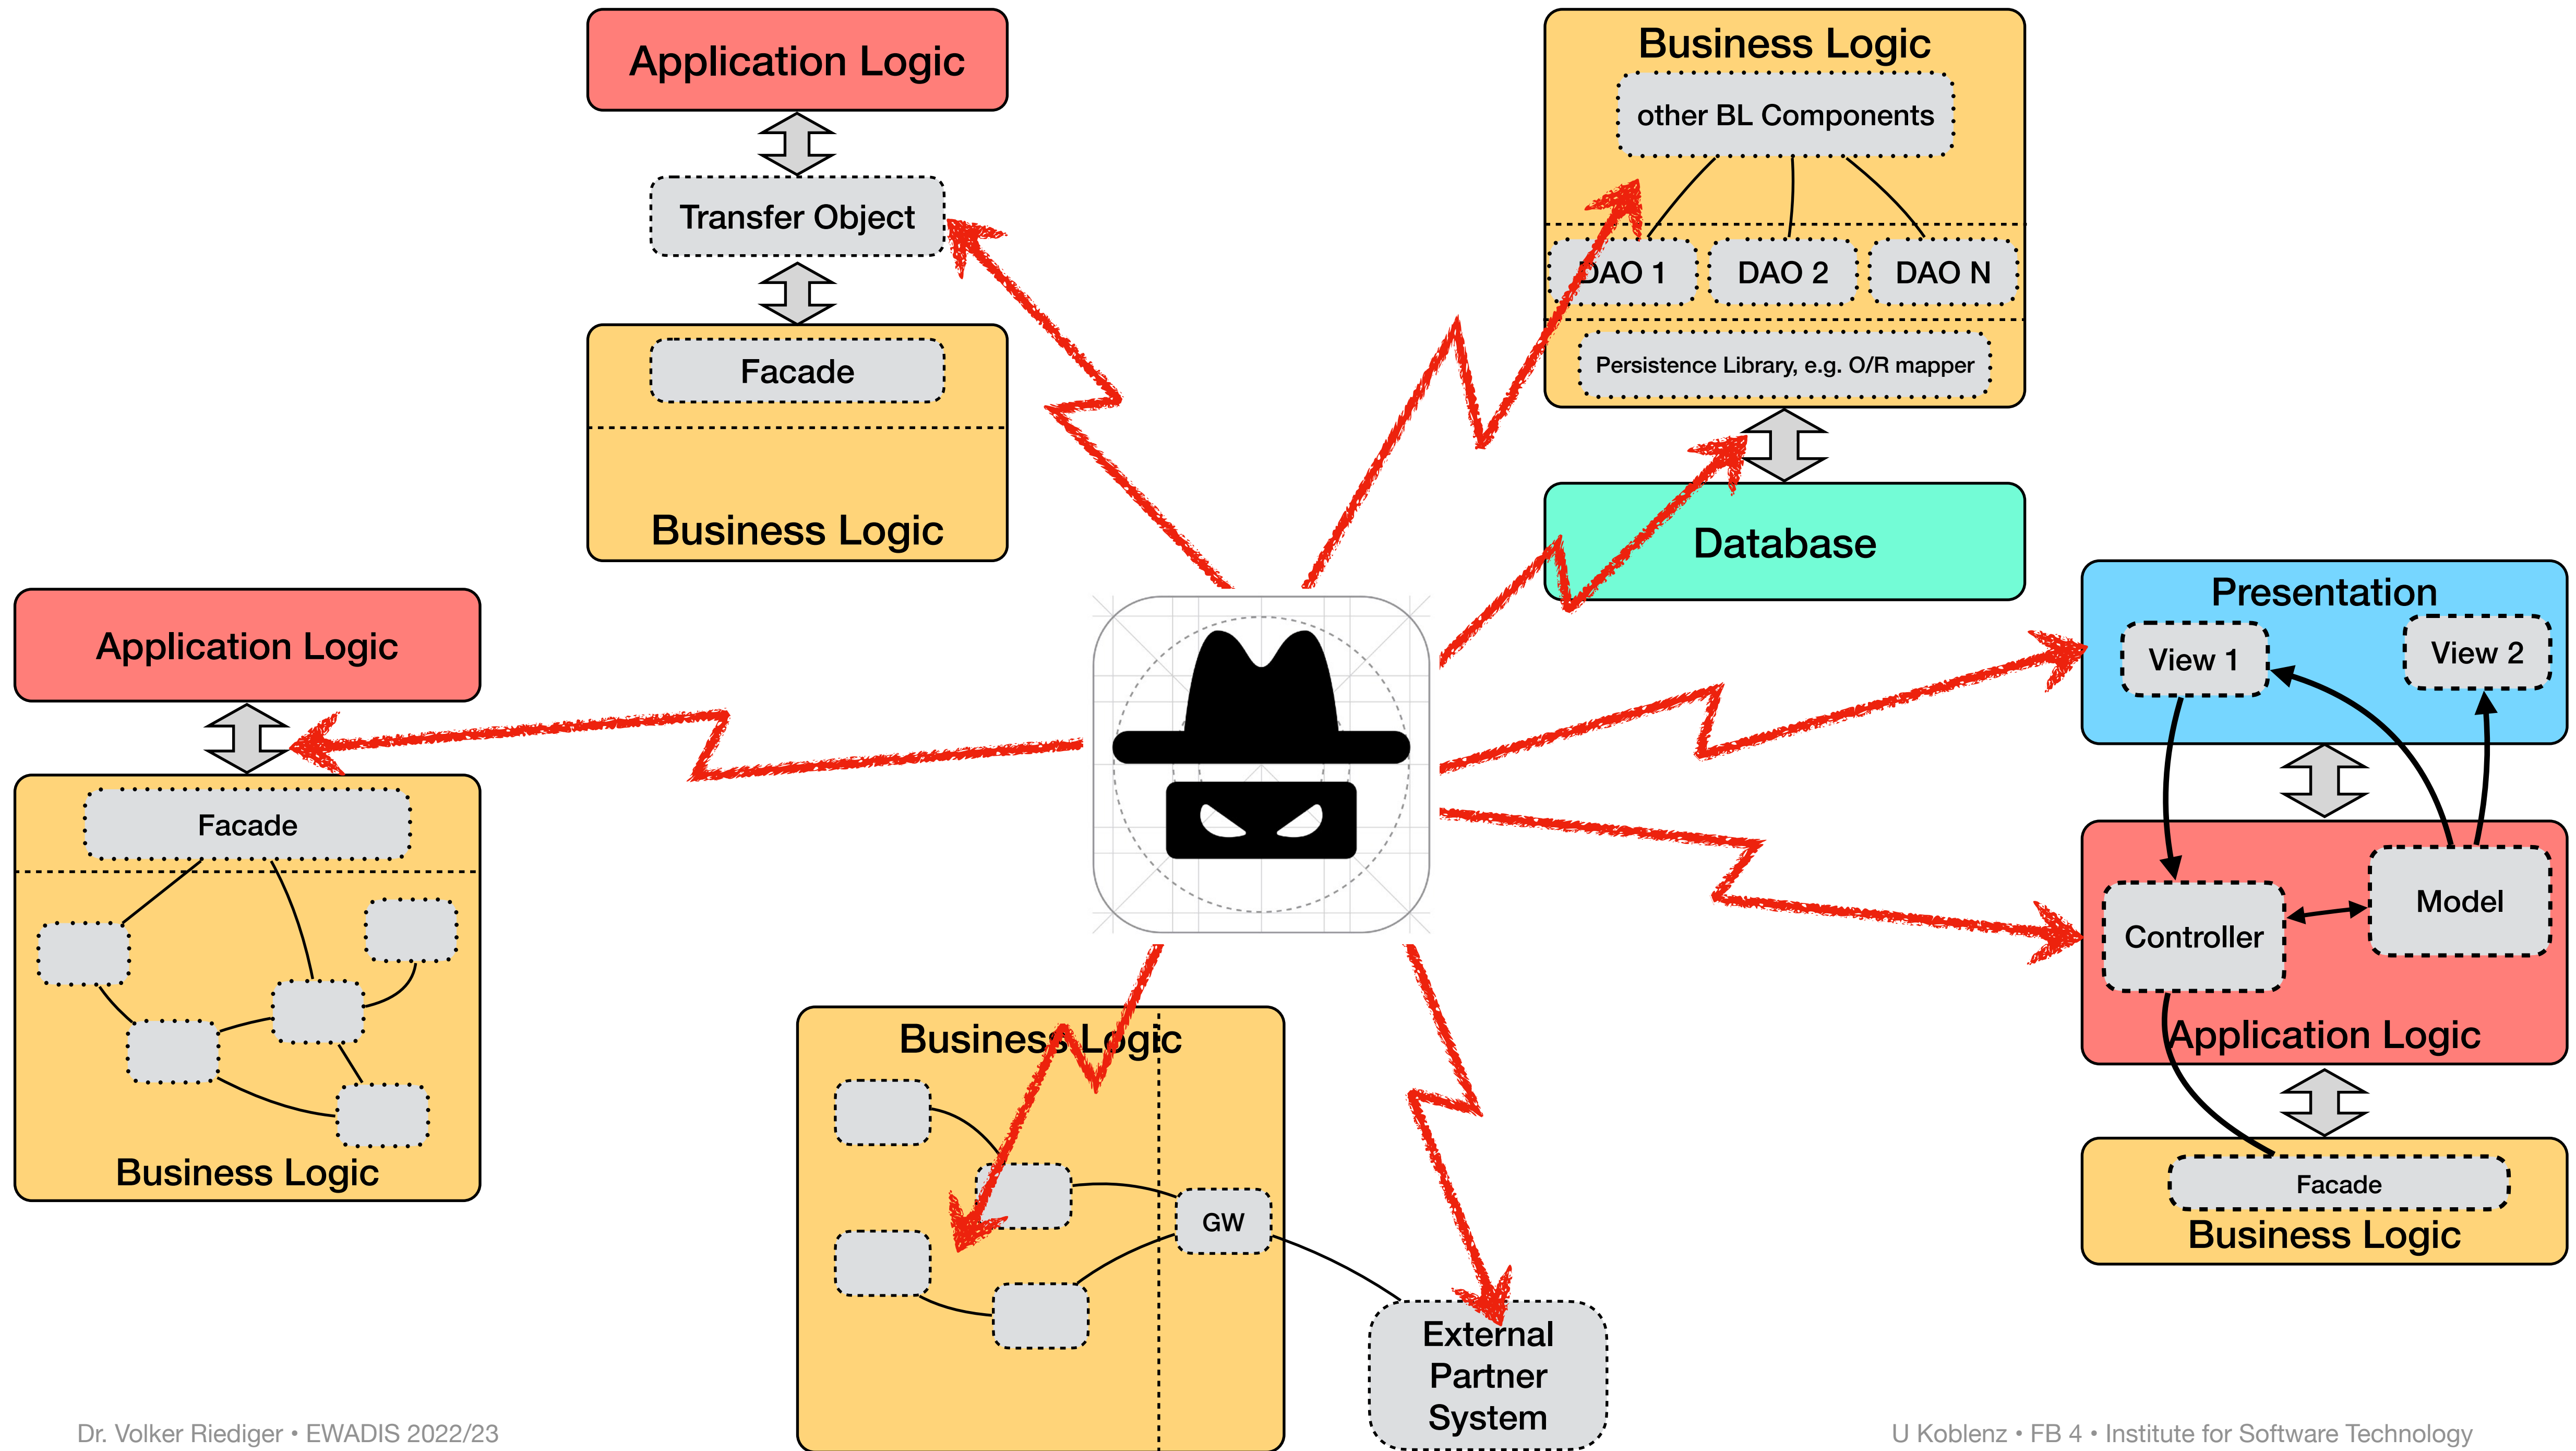 Application Logic
Transfer Object
Facade
Business Logic
Business Logic
other BL Components
DAO 1
DAO 2
DAO N
Persistence Library, e.g. O/R mapper
Database
Application Logic
Facade
Business Logic
Presentation
View 1
View 2
Controller
Model
Application Logic
Facade
Business Logic
Business Logic
GW
External
Partner
System
Dr. Volker Riediger • EWADIS 2022/23
U Koblenz • FB 4 • Institute for Software Technology